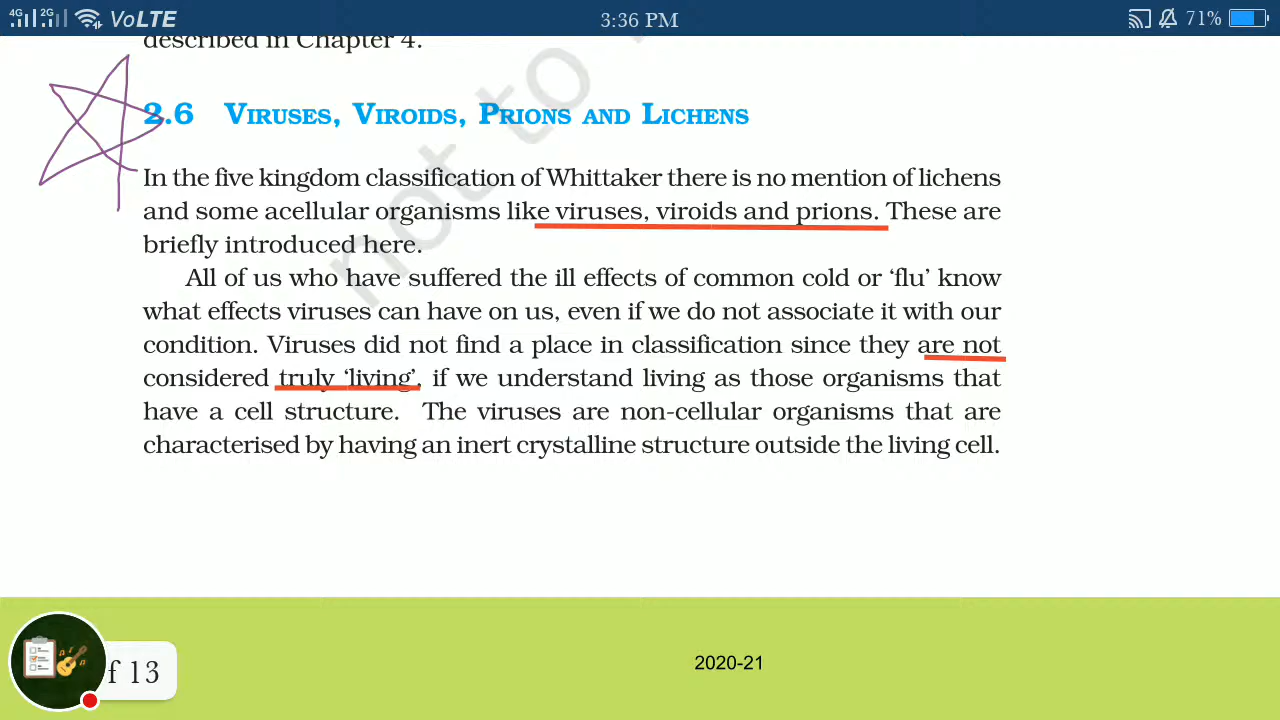 4G 2G VoLTE 3:36 PM 71%
described in Chapter 4.
2.6 VIRUSES, VIROIDS, PRIONS AND LICHENS
In the five kingdom classification of Whittaker there is no mention of lichens
and some acellular organisms like viruses, viroids and prions. These are
briefly introduced here.
All of us who have suffered the ill effects of common cold or ‘flu’ know
what effects viruses can have on us, even if we do not associate it with our
condition. Viruses did not find a place in classification since they are not
considered truly ‘living’, if we understand living as those organisms that
have a cell structure. The viruses are non-cellular organisms that are
characterised by having an inert crystalline structure outside the living cell.
not to
f 13
2020-21